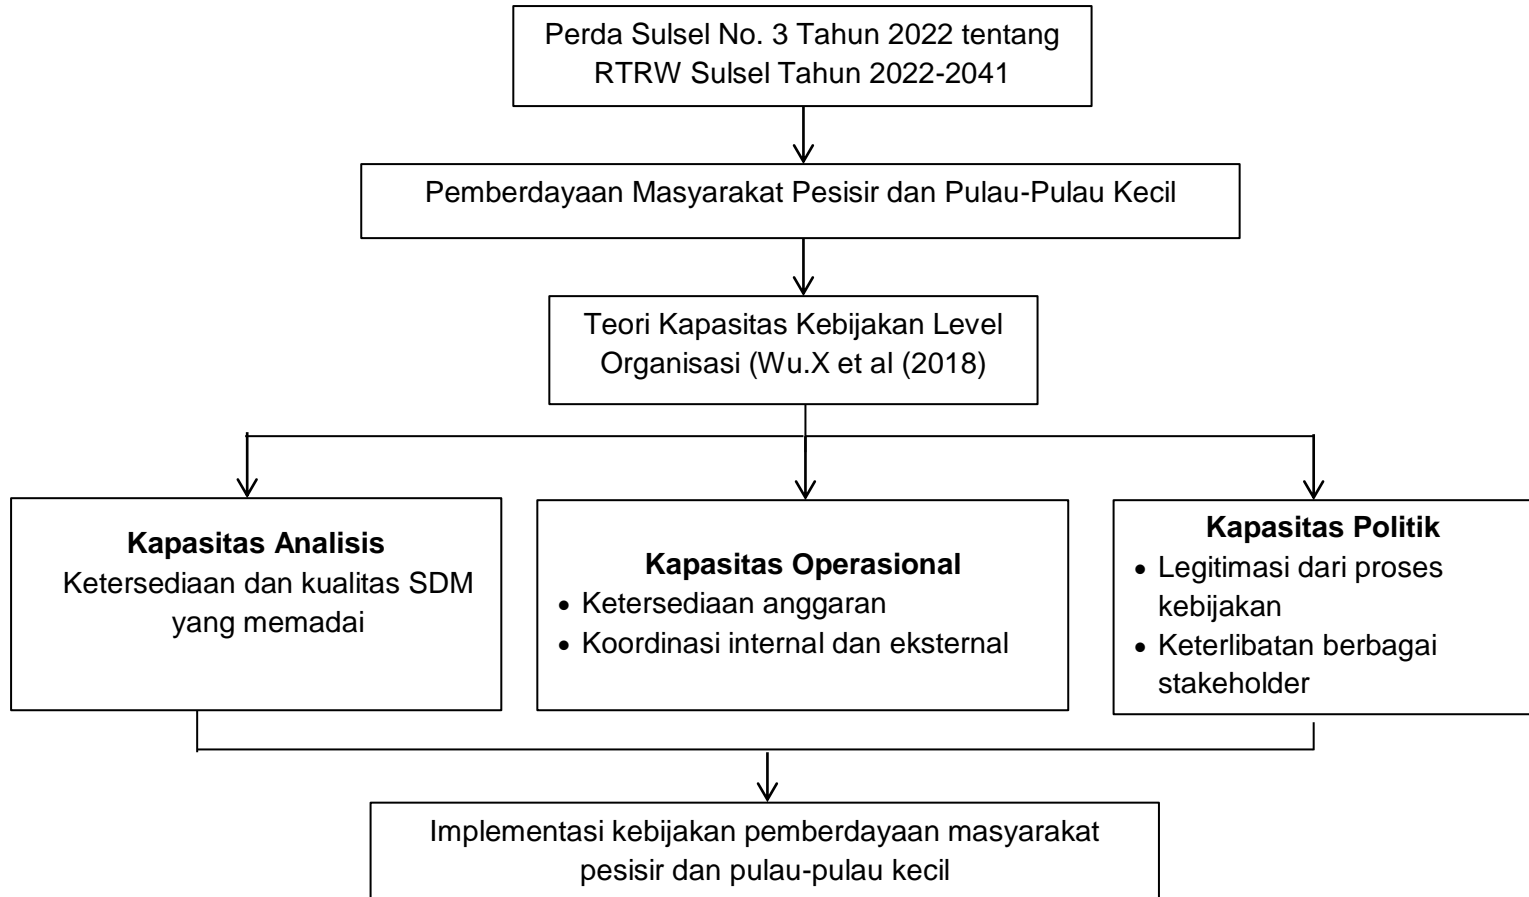 Perda Sulsel No. 3 Tahun 2022 tentang
RTRW Sulsel Tahun 2022-2041
Pemberdayaan Masyarakat Pesisir dan Pulau-Pulau Kecil
Teori Kapasitas Kebijakan Level
Organisasi (Wu.X et al (2018)
Kapasitas Analisis
Ketersediaan dan kualitas SDM
yang memadai
Kapasitas Operasional
• Ketersediaan anggaran
• Koordinasi internal dan eksternal
Kapasitas Politik
• Legitimasi dari proses
kebijakan
• Keterlibatan berbagai
stakeholder
Implementasi kebijakan pemberdayaan masyarakat
pesisir dan pulau-pulau kecil